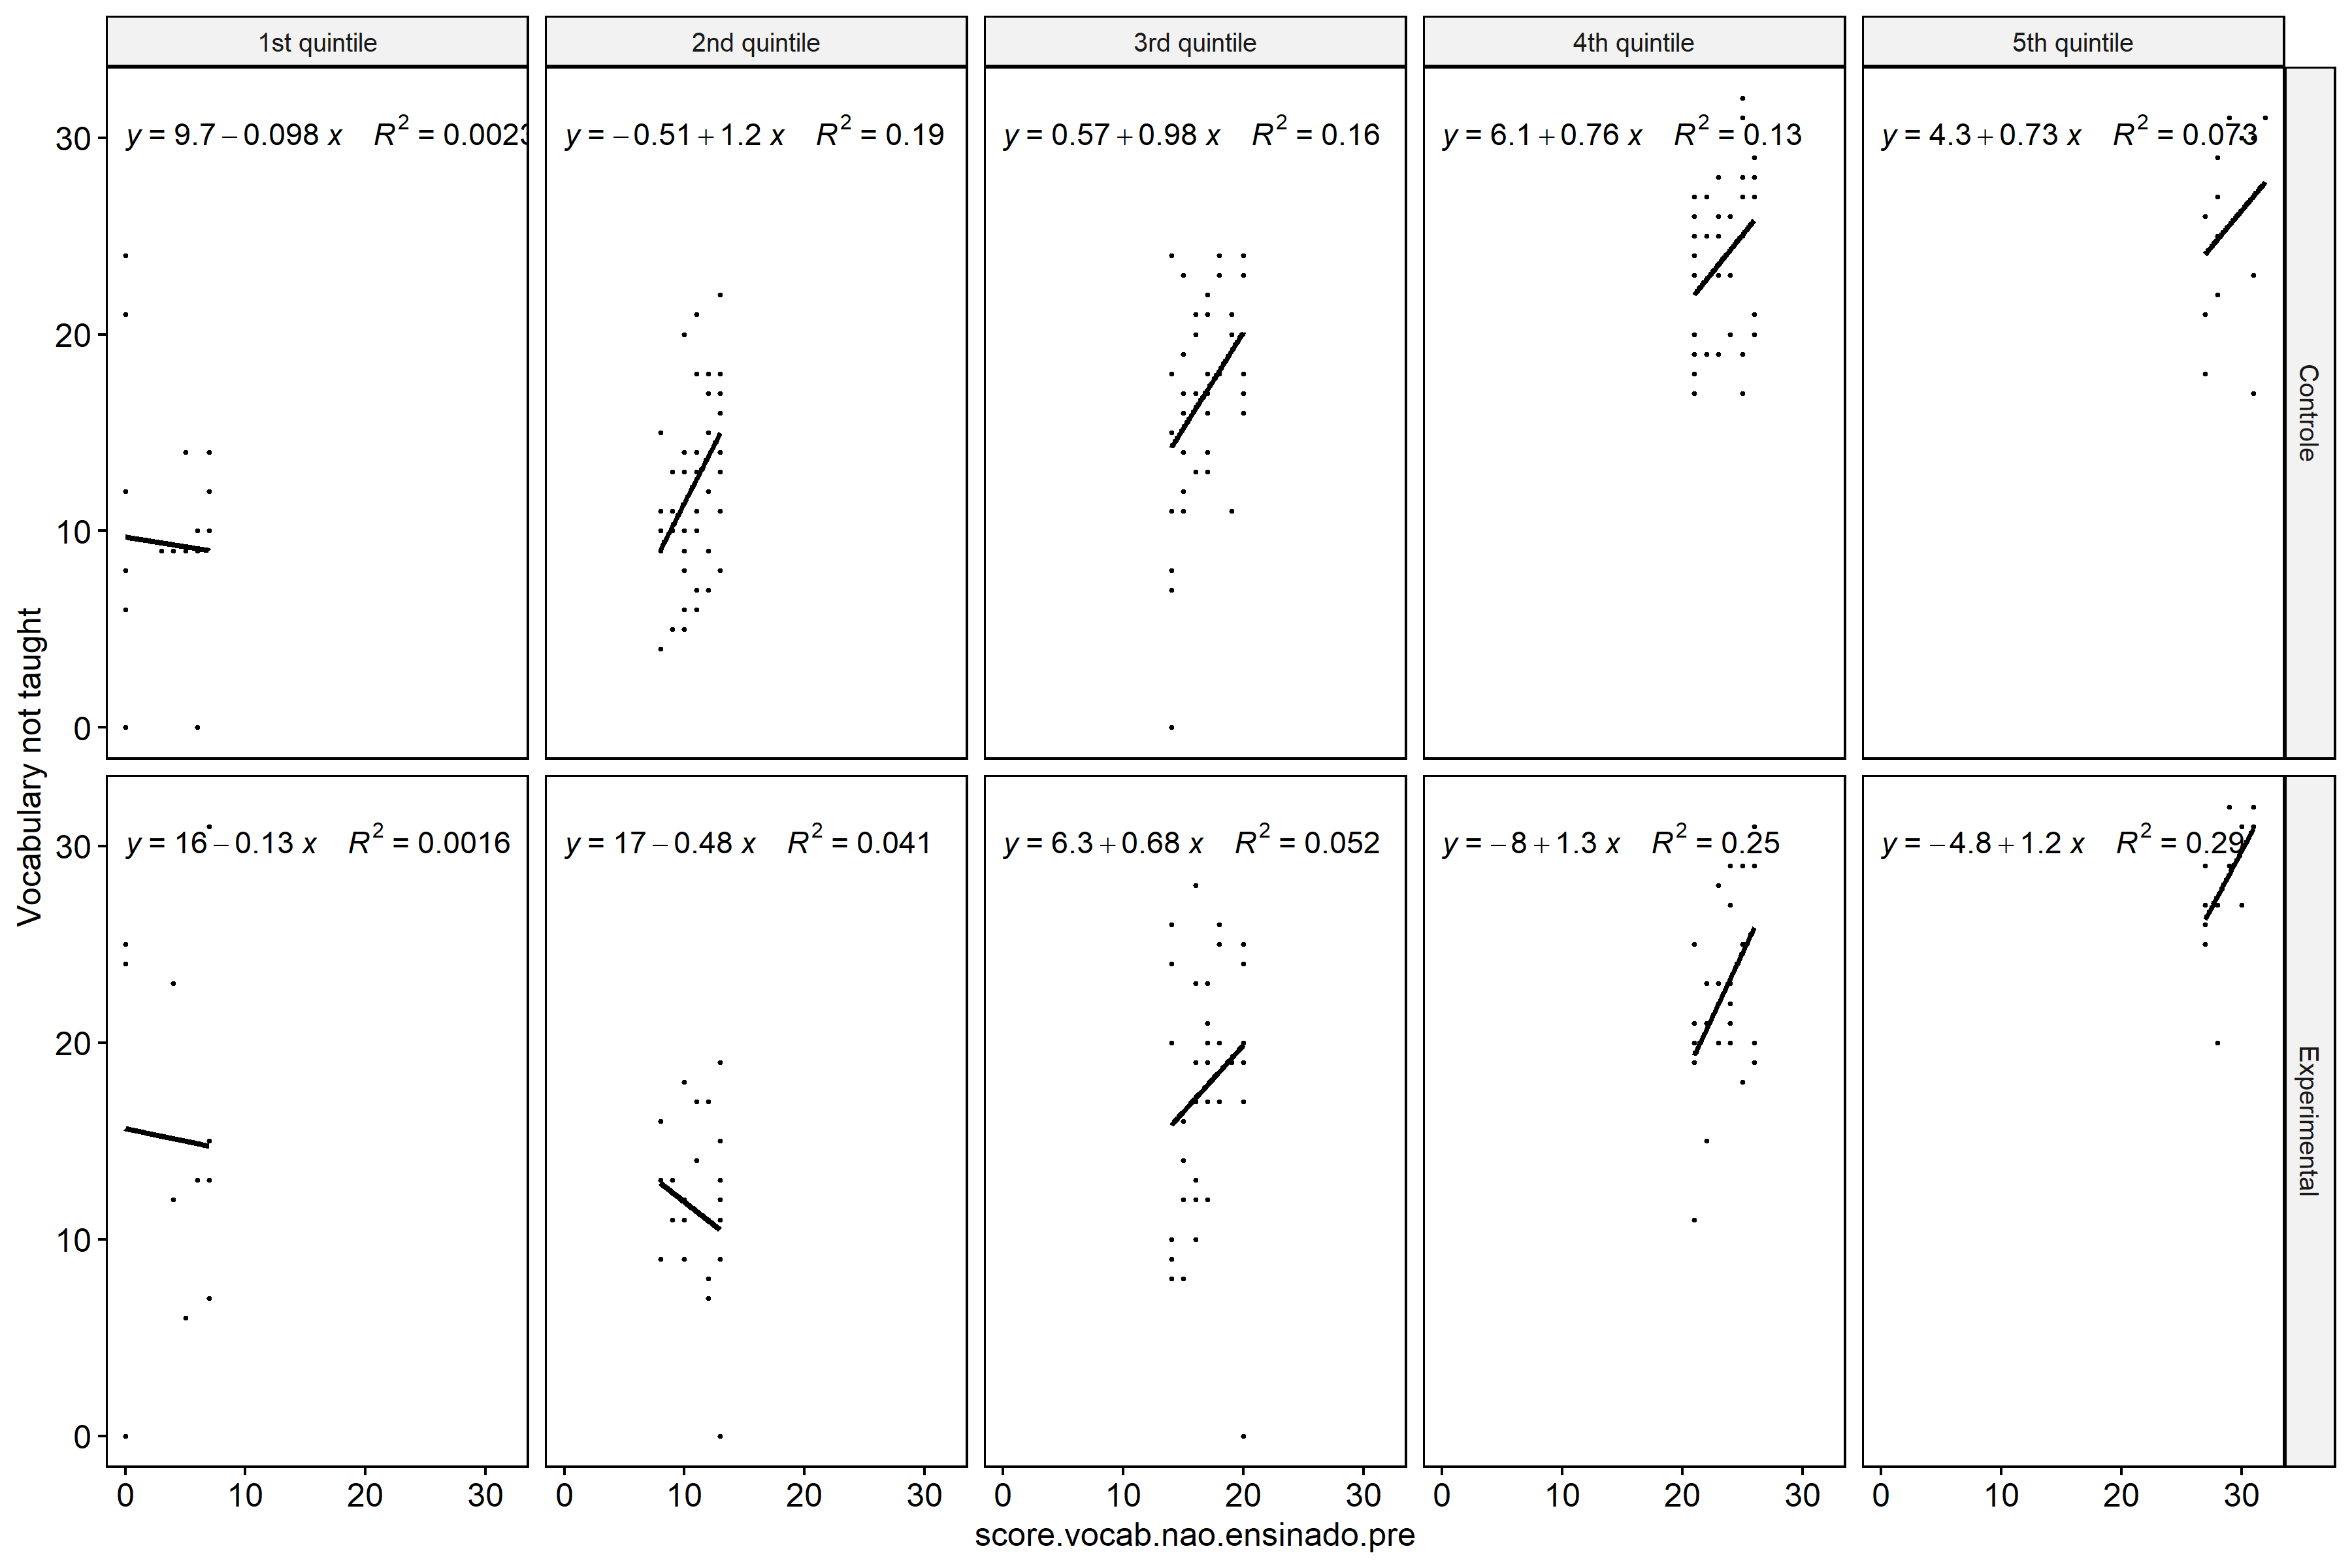 1st quintile 2nd quintile 3rd quintile 4th quintile 5th quintile
y = 9.7 − 0.098 x R² = 0.0023
y = −0.51 + 1.2 x R² = 0.19
y = 0.57 + 0.98 x R² = 0.16
y = 6.1 + 0.76 x R² = 0.13
y = 4.3 + 0.73 x R² = 0.073
30
20
10
0
Controle
Vocabulary not taught
y = 16 − 0.13 x R² = 0.0016
y = 17 − 0.48 x R² = 0.041
y = 6.3 + 0.68 x R² = 0.052
y = −8 + 1.3 x R² = 0.25
y = −4.8 + 1.2 x R² = 0.29
30
20
10
0
Experimental
0 10 20 30 0 10 20 30 0 10 20 30 0 10 20 30 0 10 20 30
score.vocab.nao.ensinado.pre